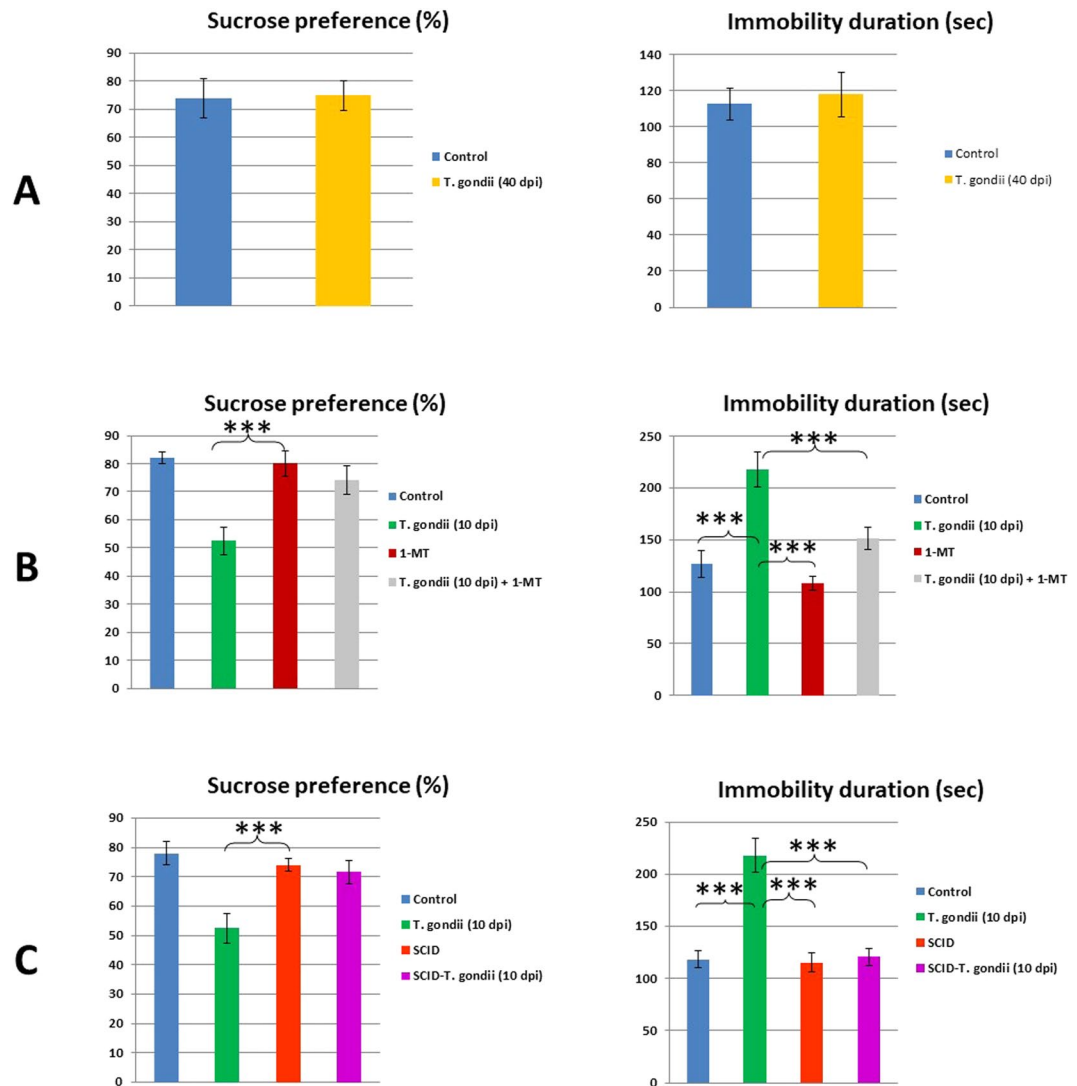 Sucrose preference (%)
90
80
70
60
50
40
30
20
10
0
Control
T. gondii (40 dpi)
Immobility duration (sec)
140
120
100
80
60
40
20
0
Control
T. gondii (40 dpi)
A
Sucrose preference (%)
***
90
80
70
60
50
40
30
20
10
0
Control
T. gondii (10 dpi)
1-MT
T. gondii (10 dpi) + 1-MT
Immobility duration (sec)
250
200
150
100
50
0
***
***
***
Control
T. gondii (10 dpi)
1-MT
T. gondii (10 dpi) + 1-MT
B
Sucrose preference (%)
90
80
70
60
50
40
30
20
10
0
***
Control
T. gondii (10 dpi)
SCID
SCID-T. gondii (10 dpi)
Immobility duration (sec)
250
200
150
100
50
0
***
***
***
Control
T. gondii (10 dpi)
SCID
SCID-T. gondii (10 dpi)
C